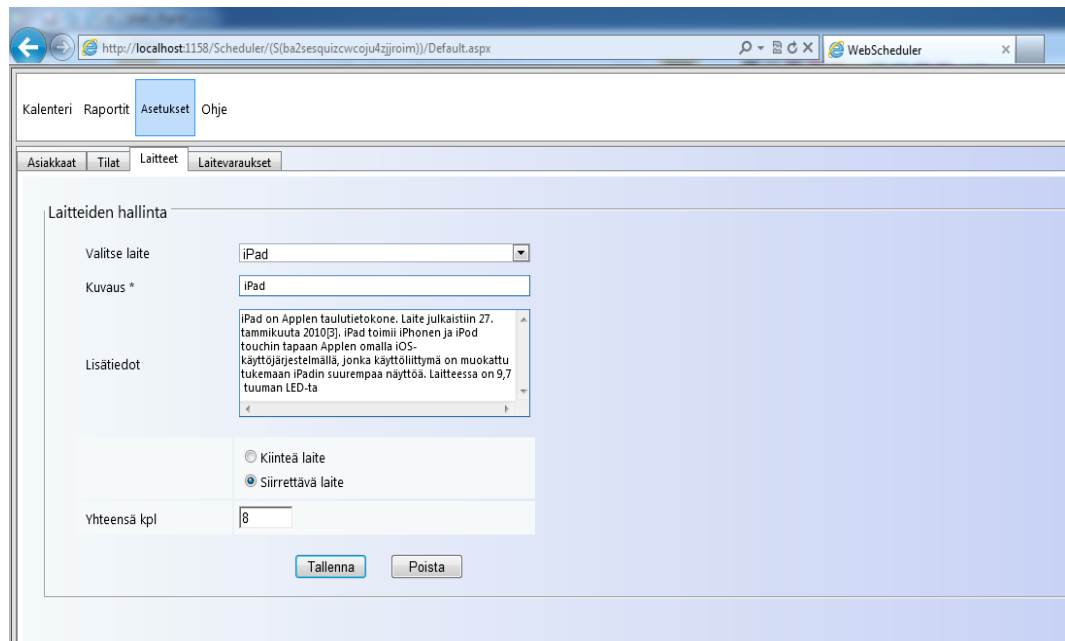 http://localhost:1158/Scheduler/(S(ba2sesquizcwcoju4zjjroim))/Default.aspx
WebScheduler
Kalenteri Raportit Asetukset Ohje
Asiakkaat Tilat Laitteet Laitevaraukset
Laitteiden hallinta
Valitse laite iPad
Kuvaus * iPad
Lisätiedot
iPad on Applen taulutietokone. Laite julkaistiin 27.
tammikuuta 2010[3]. iPad toimii iPhonen ja iPod
touchin tapaan Applen omalla iOS-
käyttöjärjestelmällä, jonka käyttöliittymä on muokattu
tukemaan iPadin suurempaa näyttöä. Laitteessa on 9,7
tuuman LED-ta
Kiinteä laite
Siirrettävä laite
Yhteensä kpl 8
Tallenna Poista